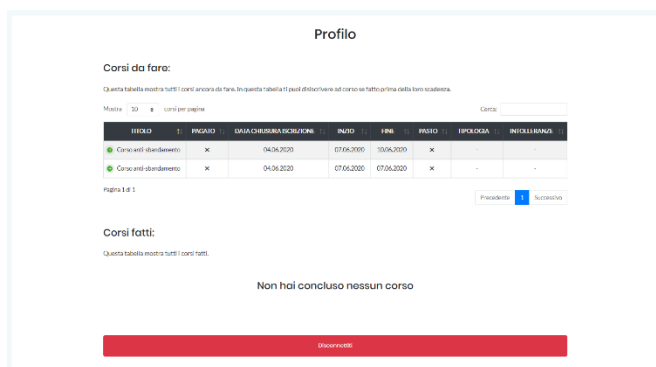 Profilo
Corsi da fare:
Questa tabella mostra tutti i corsi ancora da fare. In questa tabella ti puoi disiscrivere ad corso se fatto prima della loro scadenza.
Mostra 10 corsi per pagina Cerca:
TITOLO PAGATO DATA CHIUSURA ISCRIZIONE INIZIO FINE PASTO TIPOLOGIA INTOLLERANZE
Corso anti-sbandamento × 04.06.2020 07.06.2020 10.06.2020 × - -
Corso anti-sbandamento × 04.06.2020 07.06.2020 07.06.2020 × - -
Pagina 1 di 1
Precedente 1 Successivo
Corsi fatti:
Questa tabella mostra tutti i corsi fatti.
Non hai concluso nessun corso
Disconnettiti